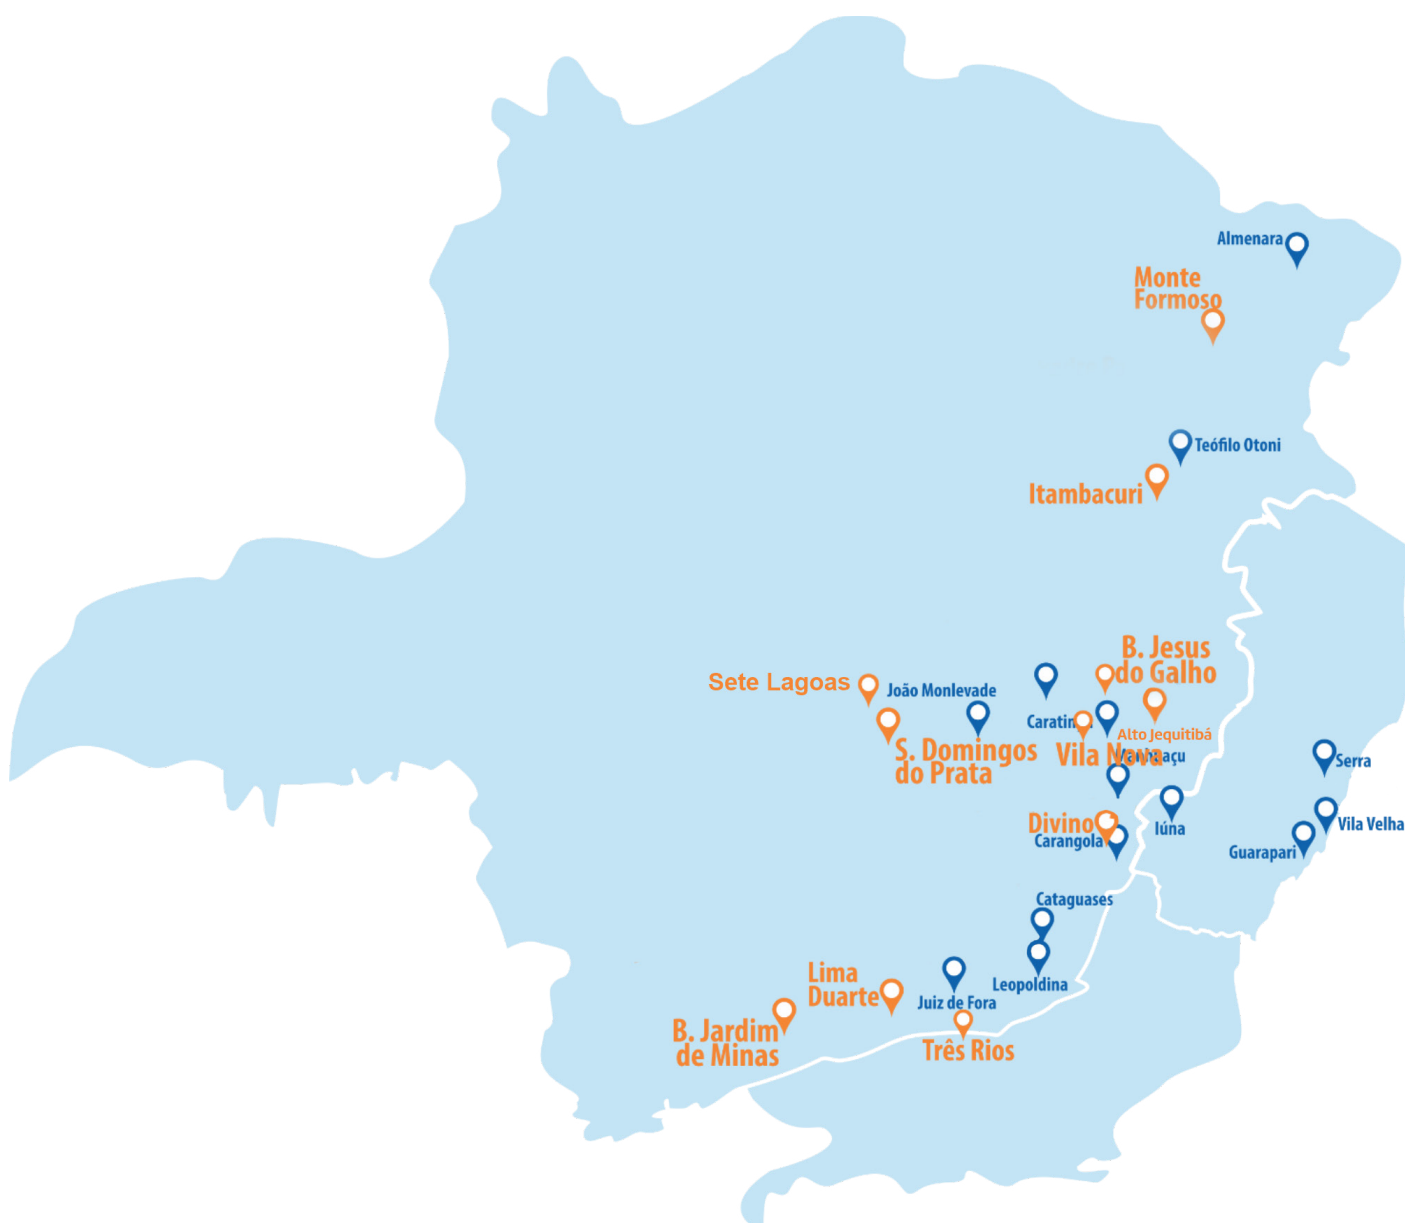 Almenara
Monte
Formoso
Teófilo Otoni
Itambacuri
B. Jesus
do Galho
Sete Lagoas
João Monlevade
Alto Jequitibá
S. Domingos
do Prata
Vila Nova
Serra
Vila Velha
Divino
Iúna
Carangola
Guarapari
Cataguases
Lima
Duarte
Leopoldina
Juiz de Fora
B. Jardim
de Minas
Três Rios